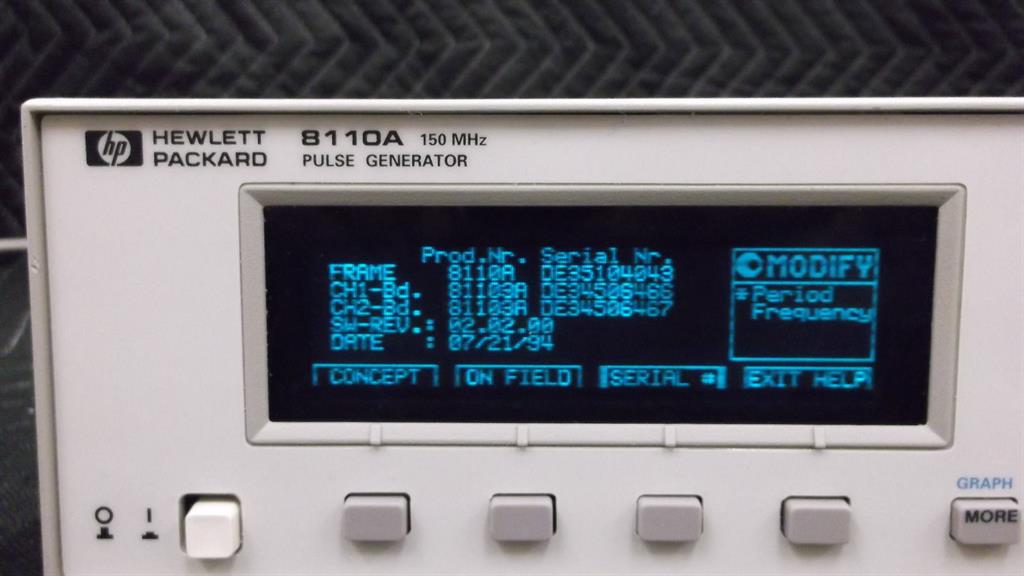 hp HEWLETT PACKARD
8110A 150 MHz
PULSE GENERATOR
Prod.Nr. Serial Nr.
FRAME 8110A DE35104049
CH1-Bd. 81103A DE34506466
CH2-Bd. 81103A DE34506467
SW-REV.: 02.02.00
DATE : 07/21/94
MODIFY
*Period
Frequency
CONCEPT ON FIELD SERIAL # EXIT HELP
GRAPH
MORE